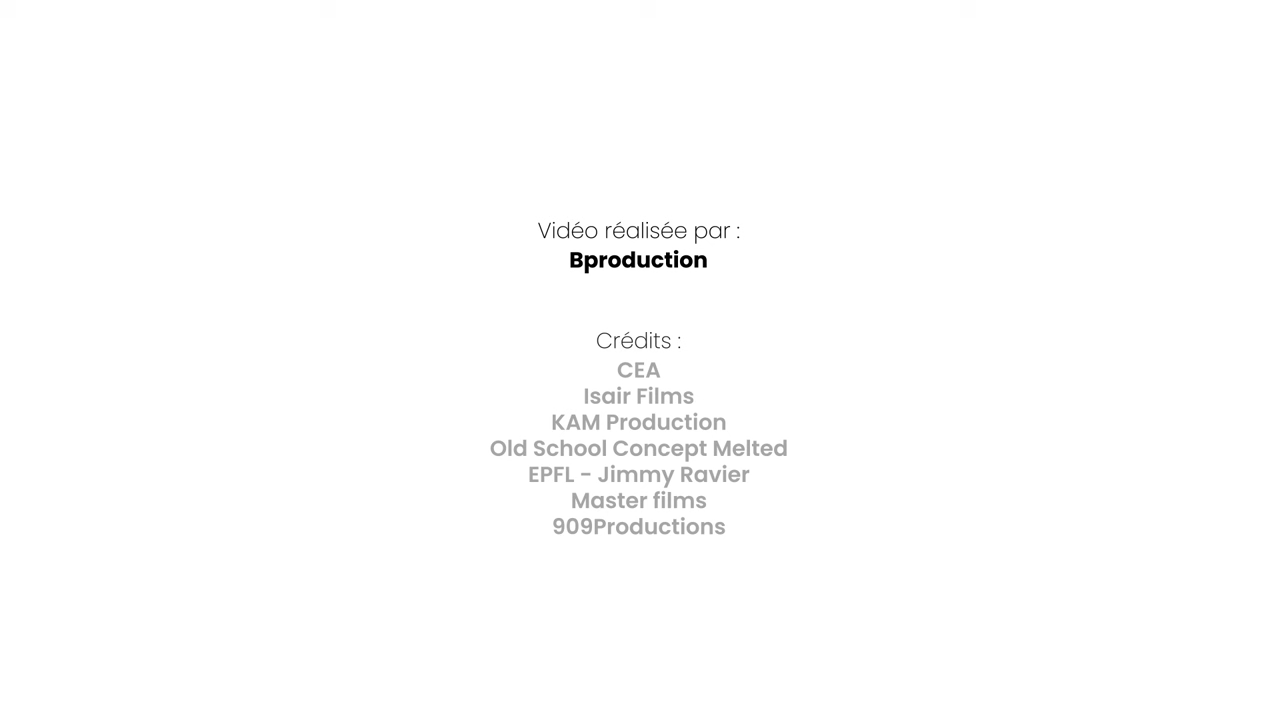 Vidéo réalisée par :
Bproduction
Crédits :
CEA
Isair Films
KAM Production
Old School Concept Melted
EPFL - Jimmy Ravier
Master films
909Productions